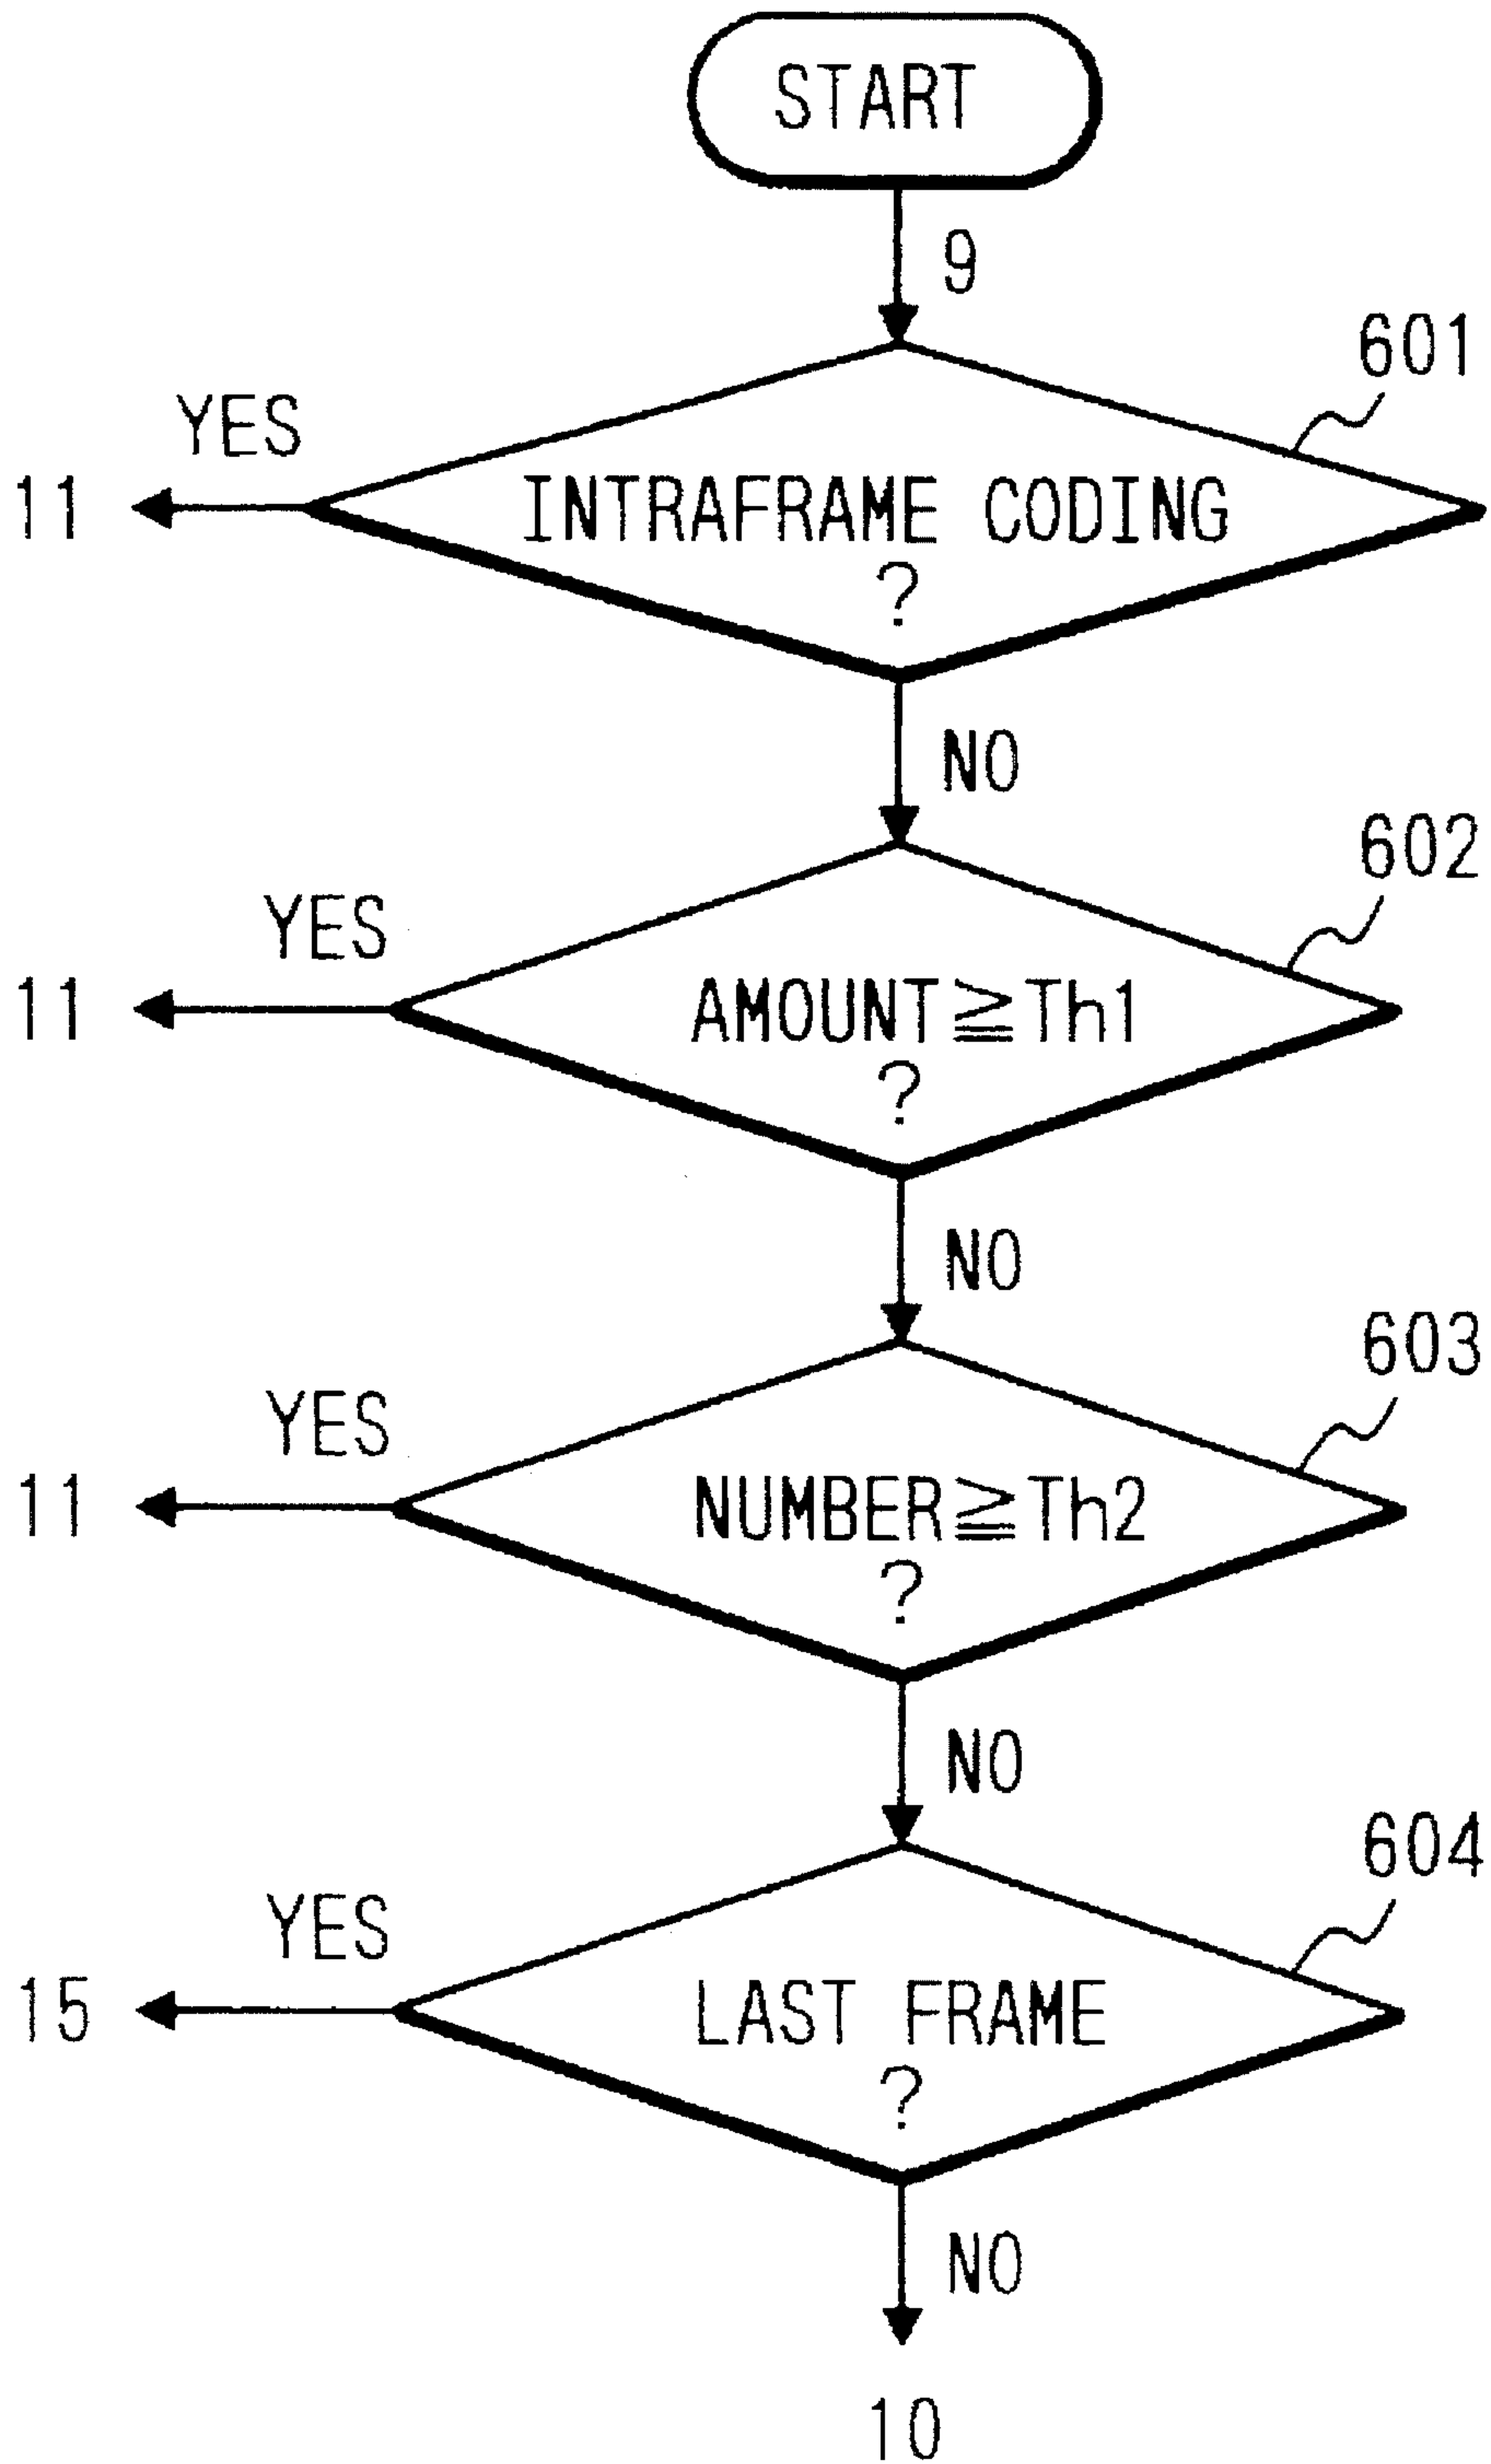 START
9
601
YES
11
INTRAFRAME CODING
?
NO
602
YES
11
AMOUNT≧Th1
?
NO
603
YES
11
NUMBER≧Th2
?
NO
604
YES
15
LAST FRAME
?
NO
10